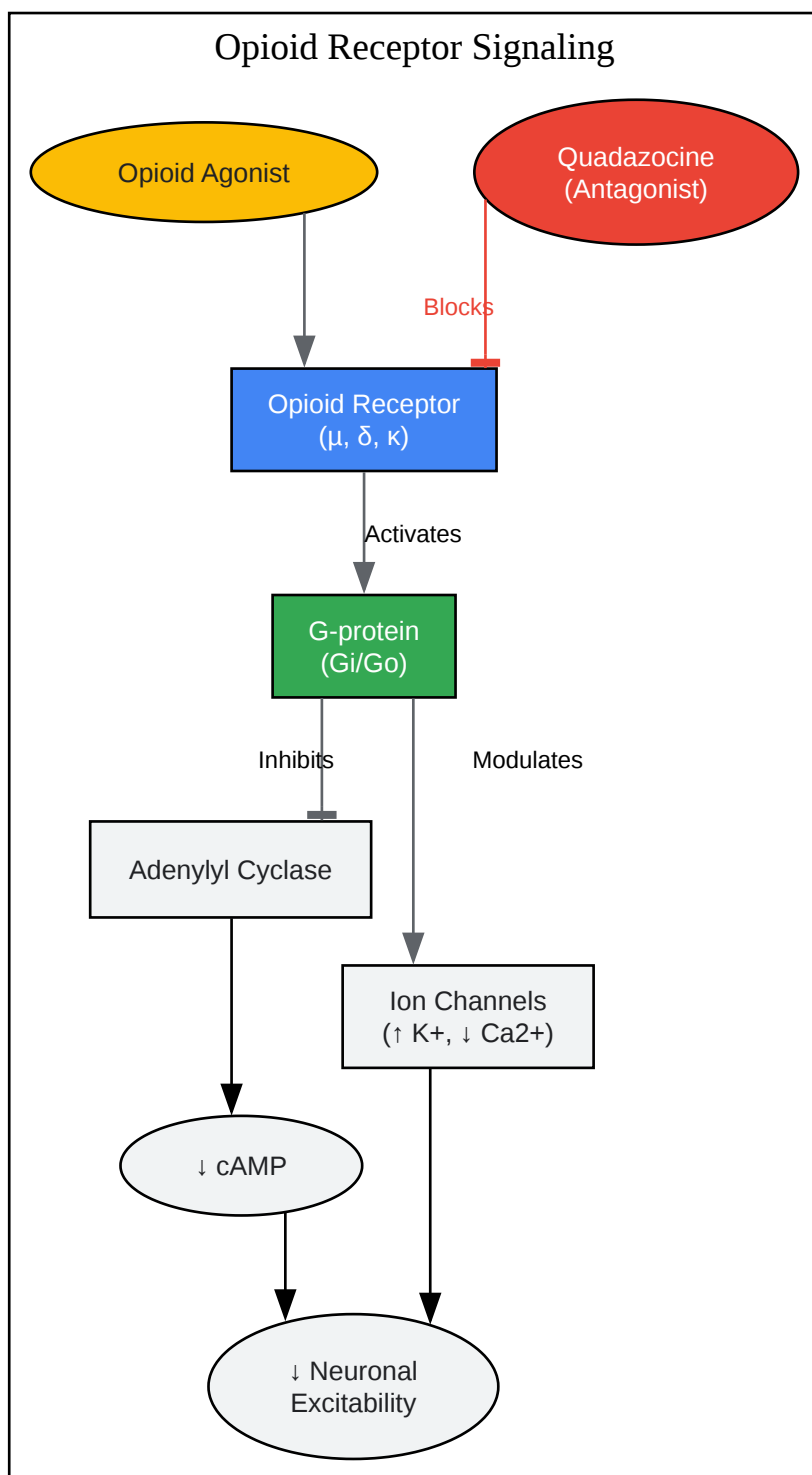 Opioid Receptor Signaling
Opioid Agonist
Quadazocine
(Antagonist)
Blocks
Opioid Receptor
(μ, δ, κ)
Activates
G-protein
(Gi/Go)
Inhibits
Modulates
Adenylyl Cyclase
Ion Channels
(↑ K+, ↓ Ca2+)
↓ cAMP
↓ Neuronal
Excitability